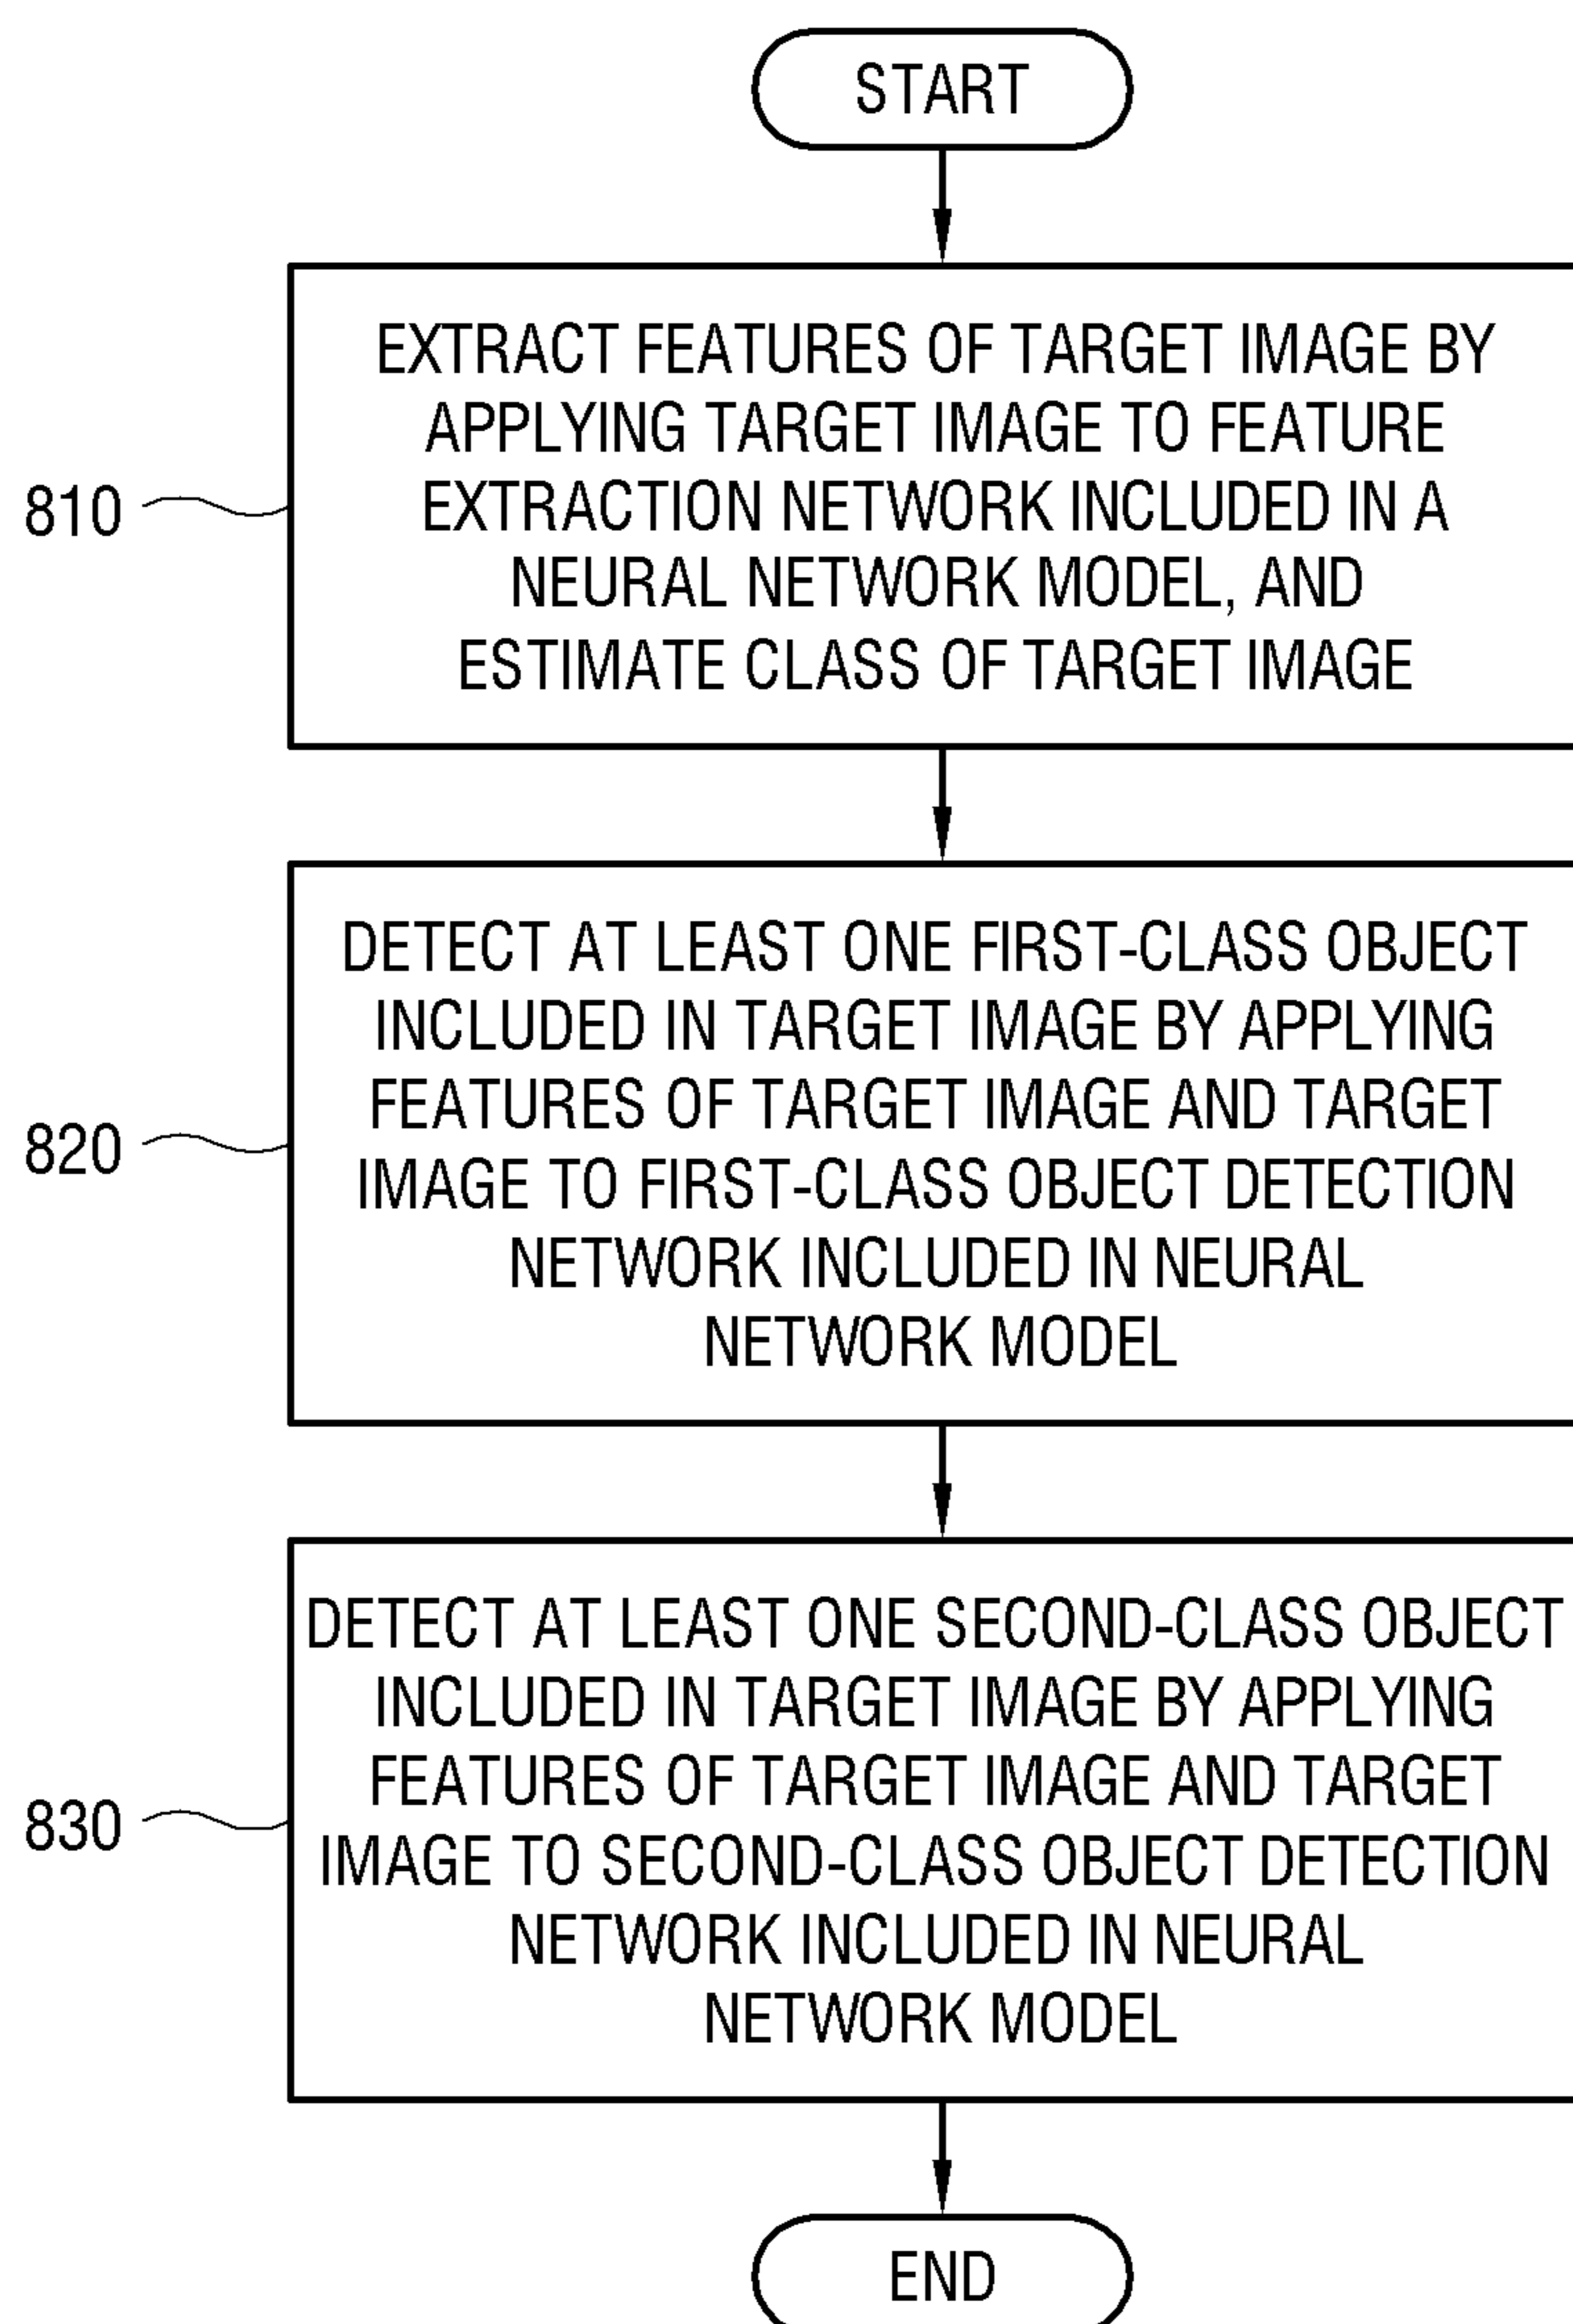 START
810
EXTRACT FEATURES OF TARGET IMAGE BY
APPLYING TARGET IMAGE TO FEATURE
EXTRACTION NETWORK INCLUDED IN A
NEURAL NETWORK MODEL, AND
ESTIMATE CLASS OF TARGET IMAGE
820
DETECT AT LEAST ONE FIRST-CLASS OBJECT
INCLUDED IN TARGET IMAGE BY APPLYING
FEATURES OF TARGET IMAGE AND TARGET
IMAGE TO FIRST-CLASS OBJECT DETECTION
NETWORK INCLUDED IN NEURAL
NETWORK MODEL
830
DETECT AT LEAST ONE SECOND-CLASS OBJECT
INCLUDED IN TARGET IMAGE BY APPLYING
FEATURES OF TARGET IMAGE AND TARGET
IMAGE TO SECOND-CLASS OBJECT DETECTION
NETWORK INCLUDED IN NEURAL
NETWORK MODEL
END